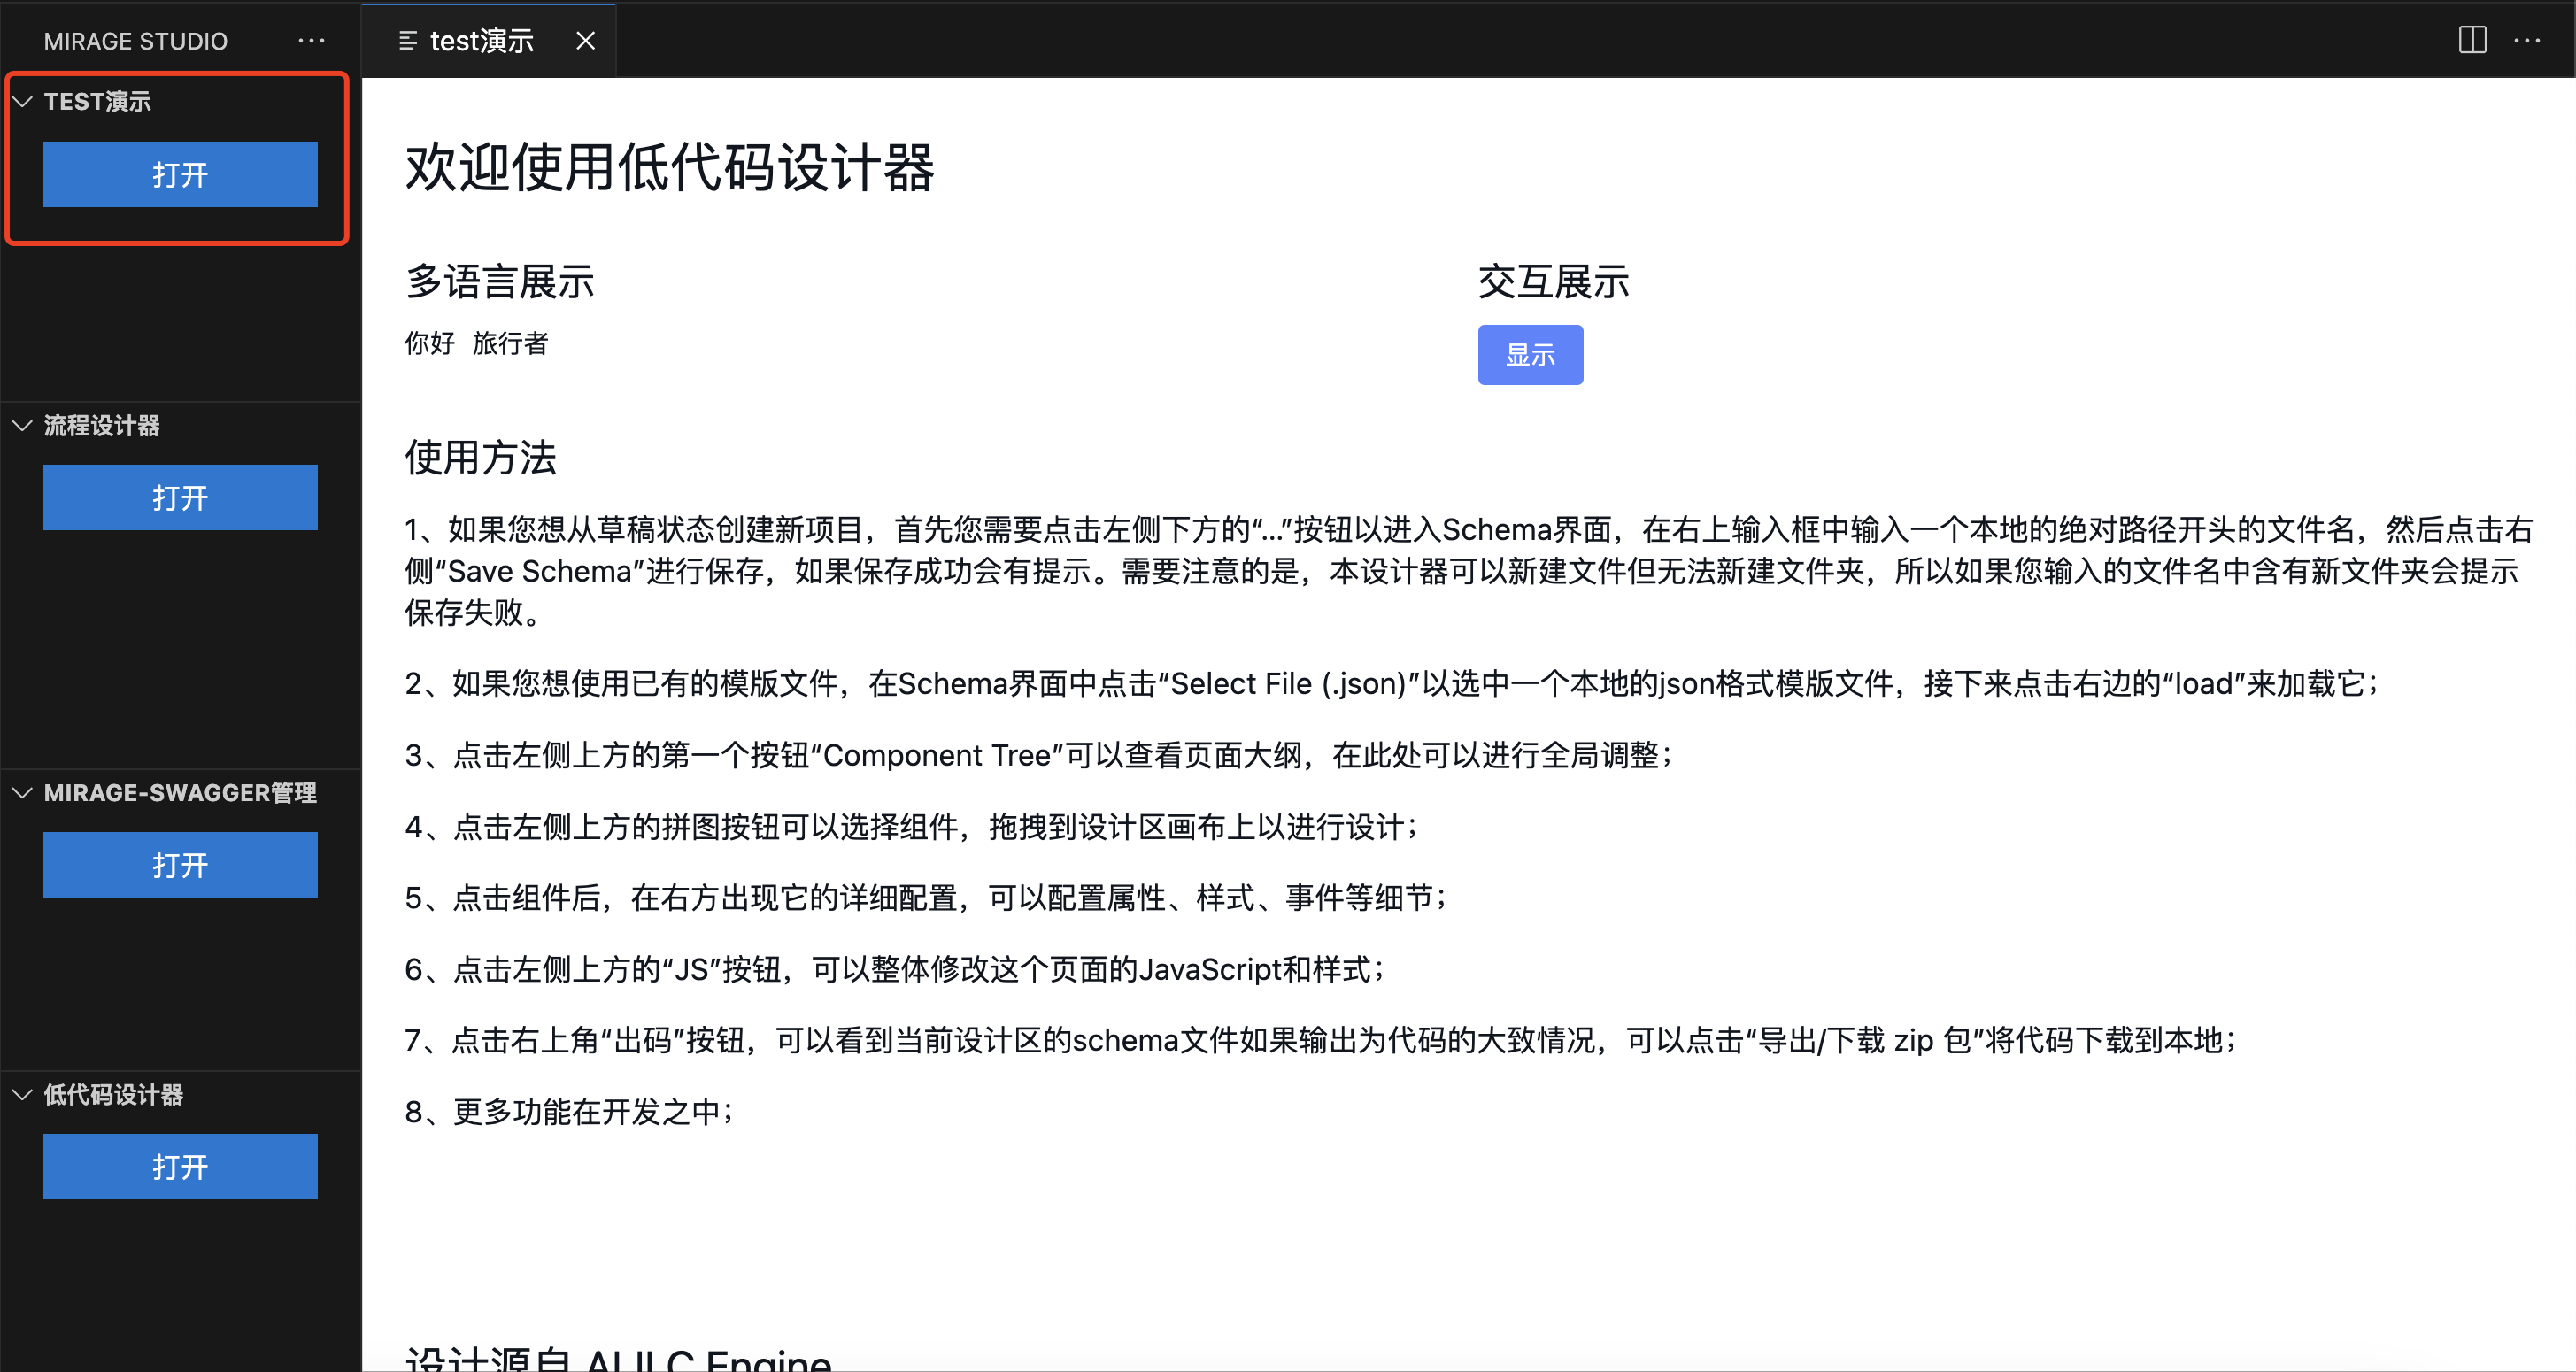 MIRAGE STUDIO
TEST演示
打开
流程设计器
打开
MIRAGE-SWAGGER管理
打开
低代码设计器
打开
test演示
欢迎使用低代码设计器
多语言展示
你好 旅行者
交互展示
显示
使用方法
1、如果您想从草稿状态创建新项目，首先您需要点击左侧下方的“...”按钮以进入Schema界面，在右上输入框中输入一个本地的绝对路径开头的文件名，然后点击右
侧“Save Schema”进行保存，如果保存成功会有提示。需要注意的是，本设计器可以新建文件但无法新建文件夹，所以如果您输入的文件名中含有新文件夹会提示
保存失败。
2、如果您想使用已有的模版文件，在Schema界面中点击“Select File (.json)”以选中一个本地的json格式模版文件，接下来点击右边的“load”来加载它；
3、点击左侧上方的第一个按钮“Component Tree”可以查看页面大纲，在此处可以进行全局调整；
4、点击左侧上方的拼图按钮可以选择组件，拖拽到设计区画布上以进行设计；
5、点击组件后，在右方出现它的详细配置，可以配置属性、样式、事件等细节；
6、点击左侧上方的“JS”按钮，可以整体修改这个页面的JavaScript和样式；
7、点击右上角“出码”按钮，可以看到当前设计区的schema文件如果输出为代码的大致情况，可以点击“导出/下载 zip 包”将代码下载到本地；
8、更多功能在开发之中；
设计源自 ALILC Engine